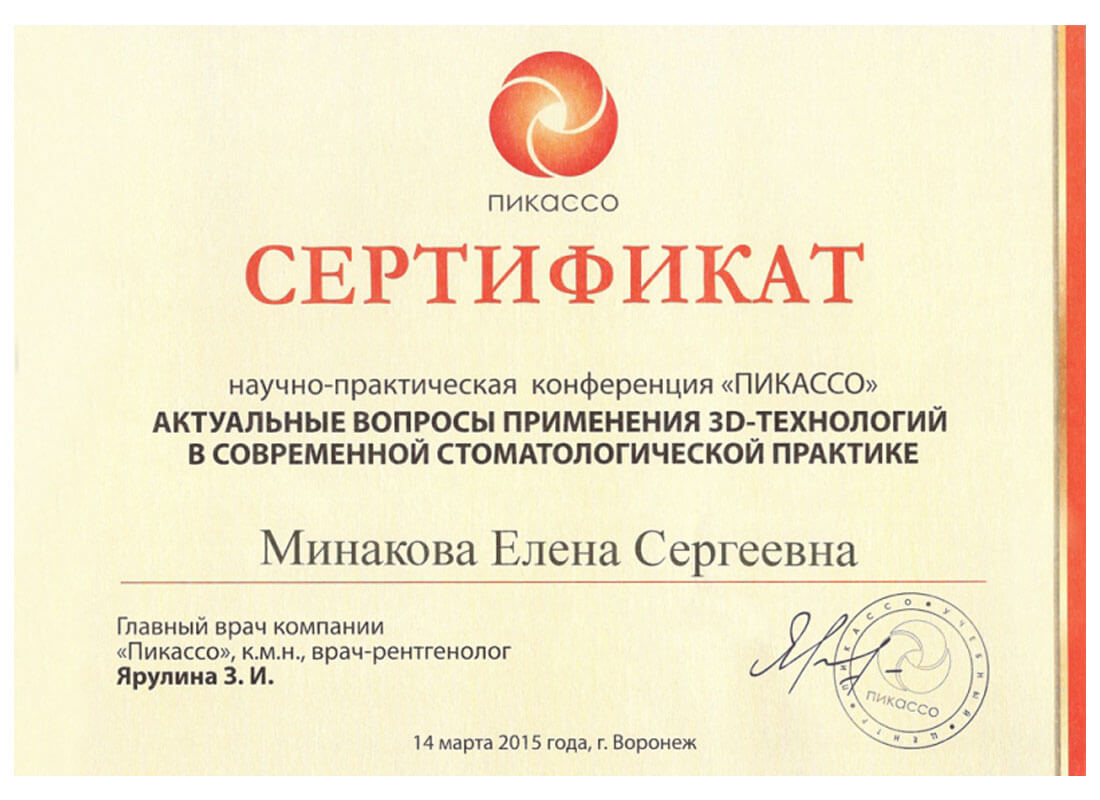 ПИКАССО
СЕРТИФИКАТ
научно-практическая конференция «ПИКАССО»
АКТУАЛЬНЫЕ ВОПРОСЫ ПРИМЕНЕНИЯ 3D-ТЕХНОЛОГИЙ
В СОВРЕМЕННОЙ СТОМАТОЛОГИЧЕСКОЙ ПРАКТИКЕ
Минакова Елена Сергеевна
Главный врач компании
«Пикассо», к.м.н., врач-рентгенолог
Ярулина З. И.
ПИКАССО • УЧЕБНЫЙ • ЦЕНТР •
ПИКАССО
14 марта 2015 года, г. Воронеж